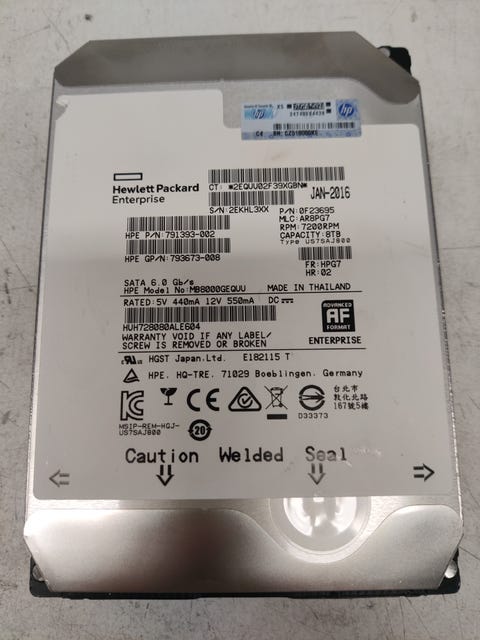 hp
hp
Hewlett Packard
Enterprise
CT: *2EQUU02F39XGBN*
JAN-2016
S/N: 2EKHL3XX
P/N: 0F23695
MLC: AR8PG7
RPM: 7200RPM
CAPACITY: 8TB
Type US7SAJ800
HPE P/N: 791393-002
HPE GP/N: 793673-008
FR: HPG7
HR: 02
SATA 6.0 Gb/s
HPE Model No: MB8000GEQUU
MADE IN THAILAND
RATED: 5V 440mA 12V 550mA DC
HUH728080ALE604
WARRANTY VOID IF ANY LABEL/
SCREW IS REMOVED OR BROKEN
ADVANCED
AF
FORMAT
ENTERPRISE
HGST Japan,Ltd. E182115 T
HPE, HQ-TRE, 71029 Boeblingen, Germany
MSIP-REM-HGJ-
US7SAJ800
20
D33373
台北市
敦化北路
167號5樓
Caution Welded Seal